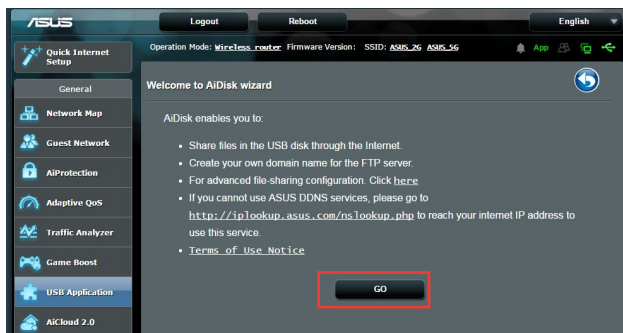 ASUS
Logout
Reboot
English
Quick Internet
Setup
Operation Mode: Wireless router Firmware Version: SSID: ASUS_2G ASUS_5G
App
General
Welcome to AiDisk wizard
Network Map
AiDisk enables you to:
Guest Network
• Share files in the USB disk through the Internet.
• Create your own domain name for the FTP server.
AiProtection
• For advanced file-sharing configuration. Click here
• If you cannot use ASUS DDNS services, please go to
Adaptive QoS
http://iplookup.asus.com/nslookup.php to reach your internet IP address to
use this service.
Traffic Analyzer
• Terms of Use Notice
Game Boost
GO
USB Application
AiCloud 2.0